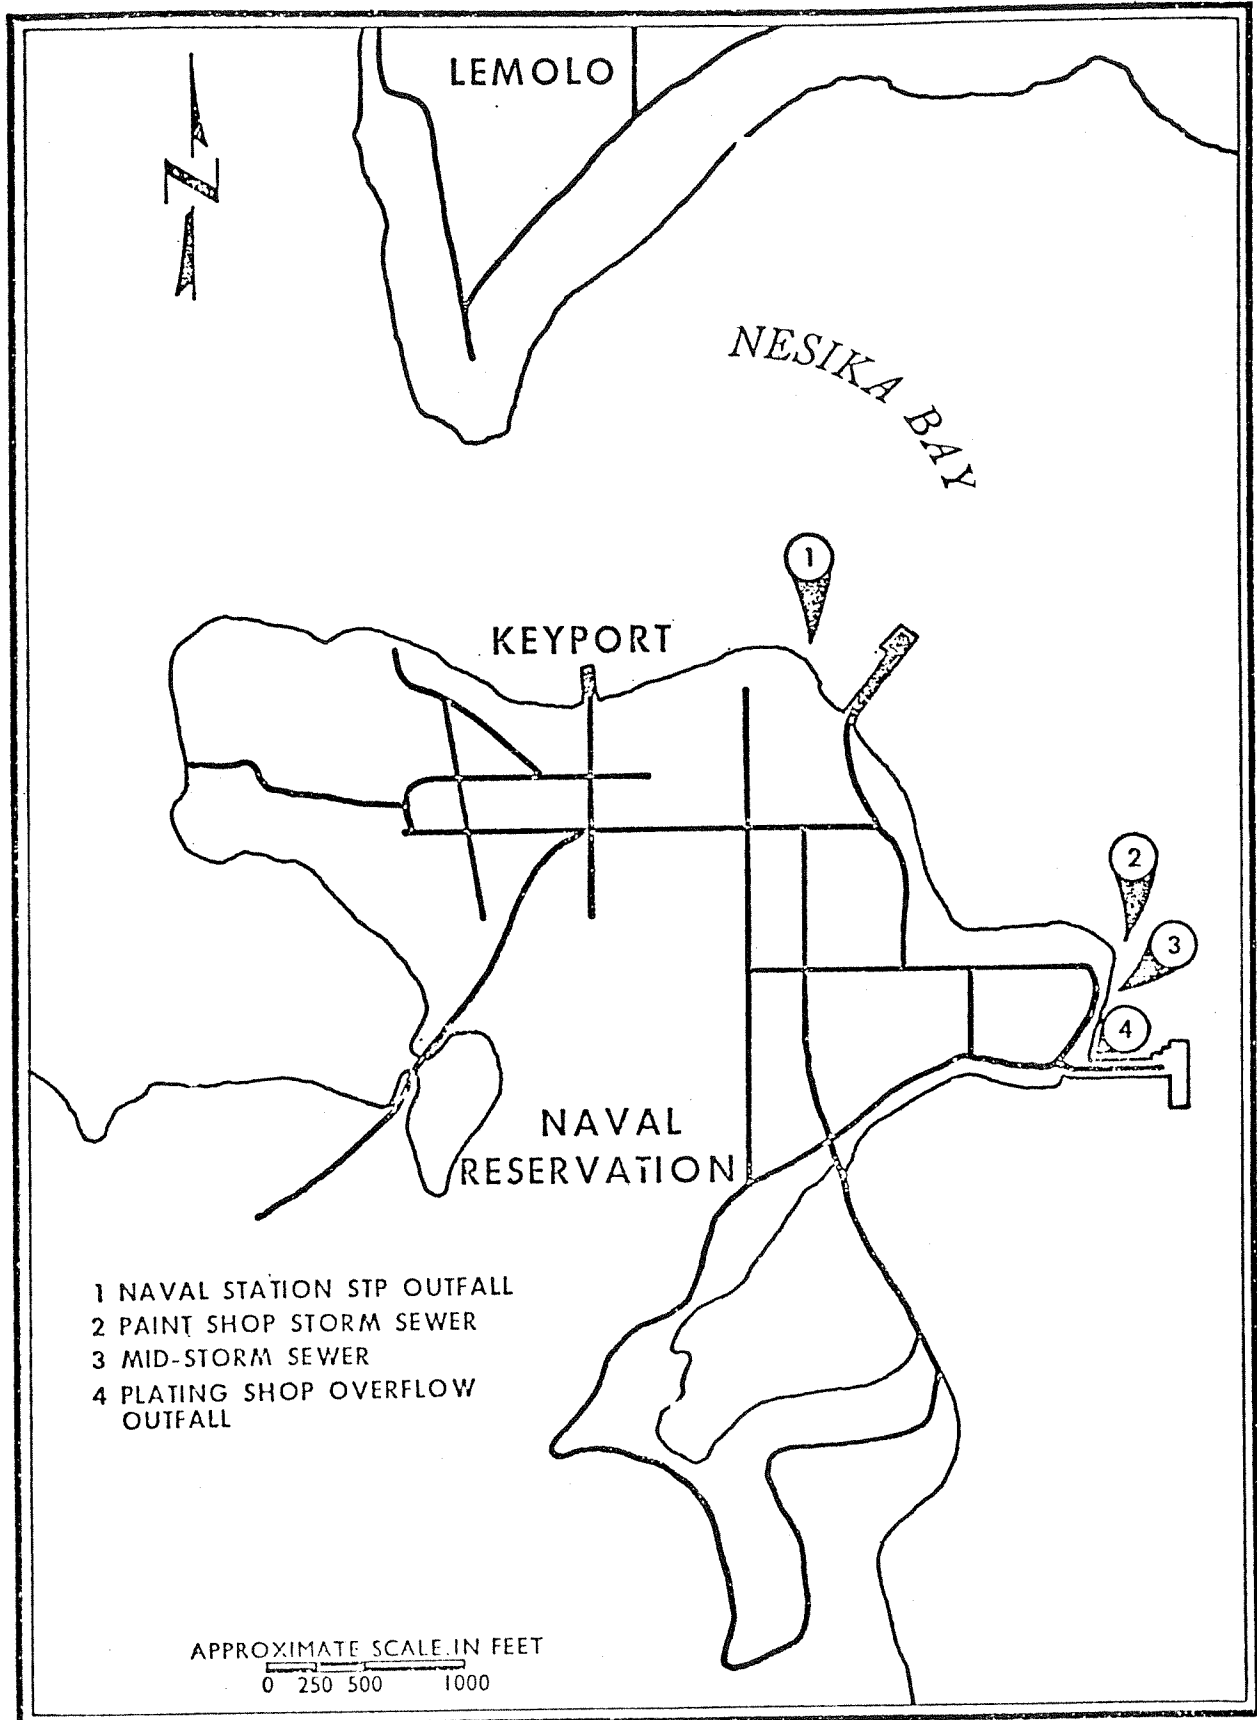 LEMOLO
N
NESIKA BAY
1
KEYPORT
2
3
4
NAVAL
RESERVATION
1 NAVAL STATION STP OUTFALL
2 PAINT SHOP STORM SEWER
3 MID-STORM SEWER
4 PLATING SHOP OVERFLOW
OUTFALL
APPROXIMATE SCALE IN FEET
0 250 500 1000